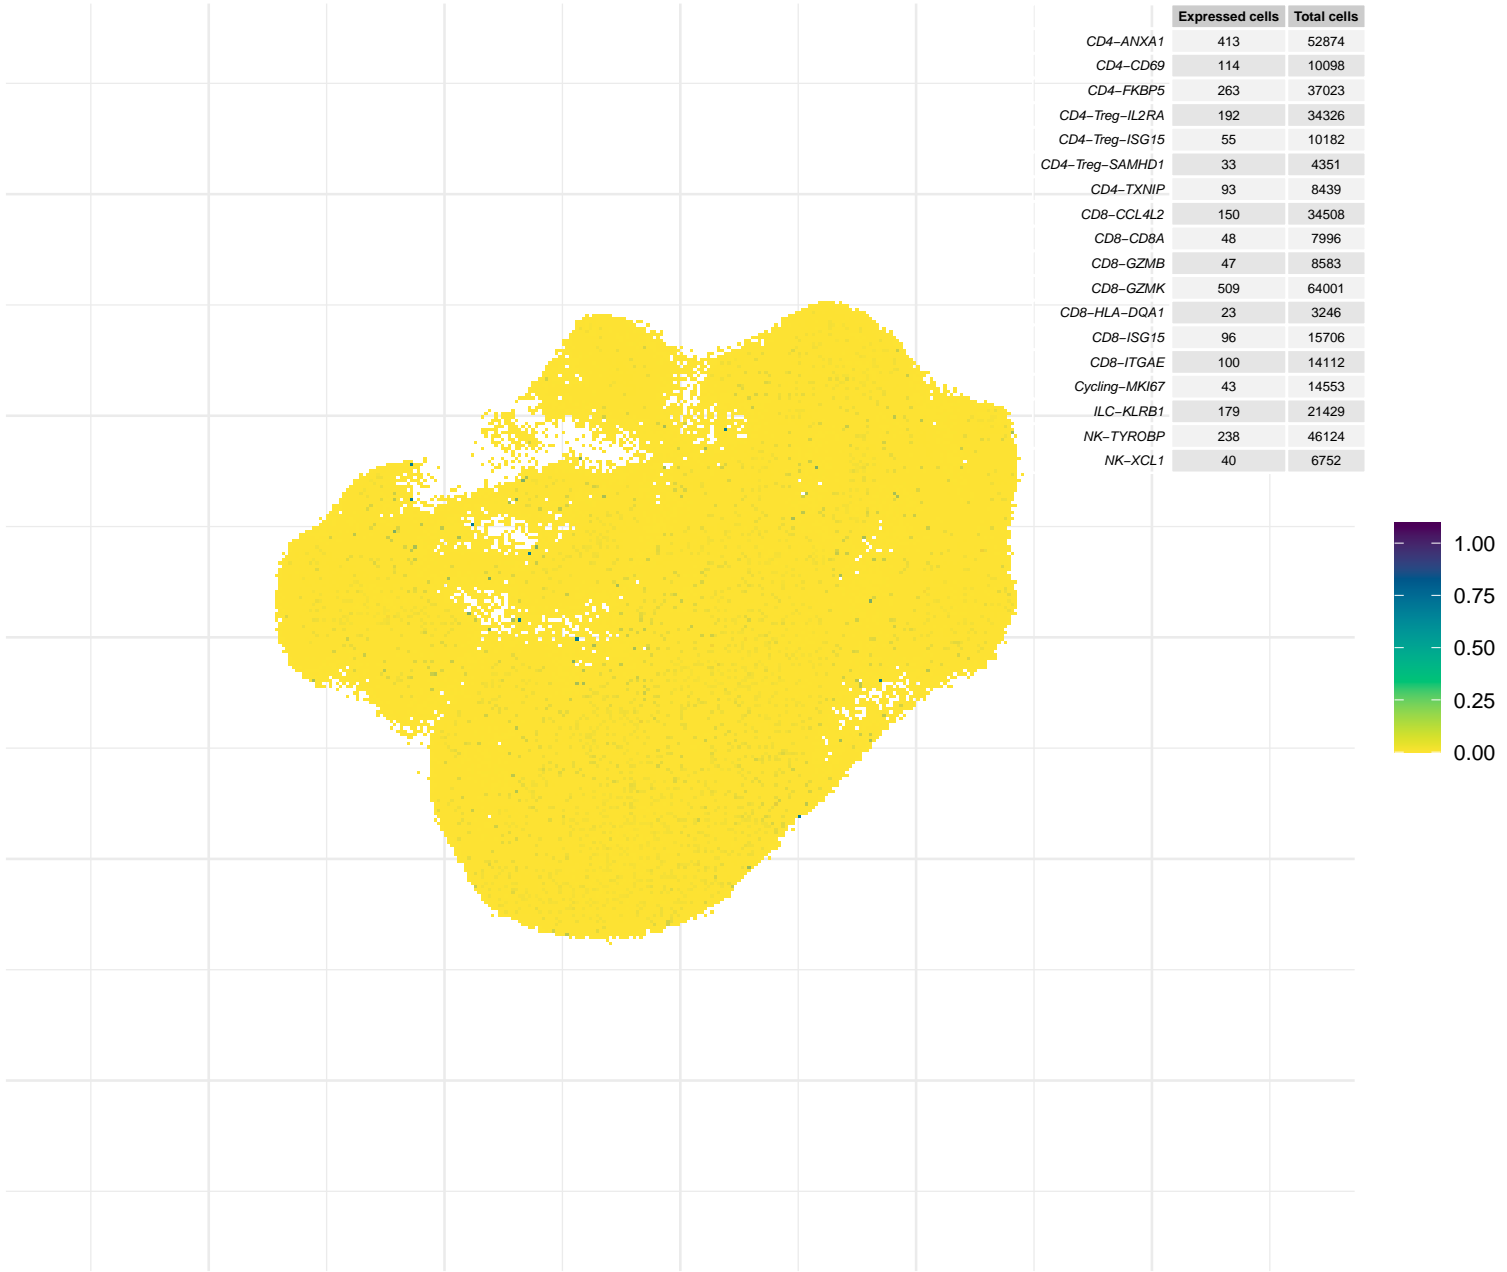 Expressed cells Total cells
CD4−ANXA1 413 52874
CD4−CD69 114 10098
CD4−FKBP5 263 37023
CD4−Treg−IL2RA 192 34326
CD4−Treg−ISG15 55 10182
CD4−Treg−SAMHD1 33 4351
CD4−TXNIP 93 8439
CD8−CCL4L2 150 34508
CD8−CD8A 48 7996
CD8−GZMB 47 8583
CD8−GZMK 509 64001
CD8−HLA−DQA1 23 3246
CD8−ISG15 96 15706
CD8−ITGAE 100 14112
Cycling−MKI67 43 14553
ILC−KLRB1 179 21429
NK−TYROBP 238 46124
NK−XCL1 40 6752
1.00
0.75
0.50
0.25
0.00